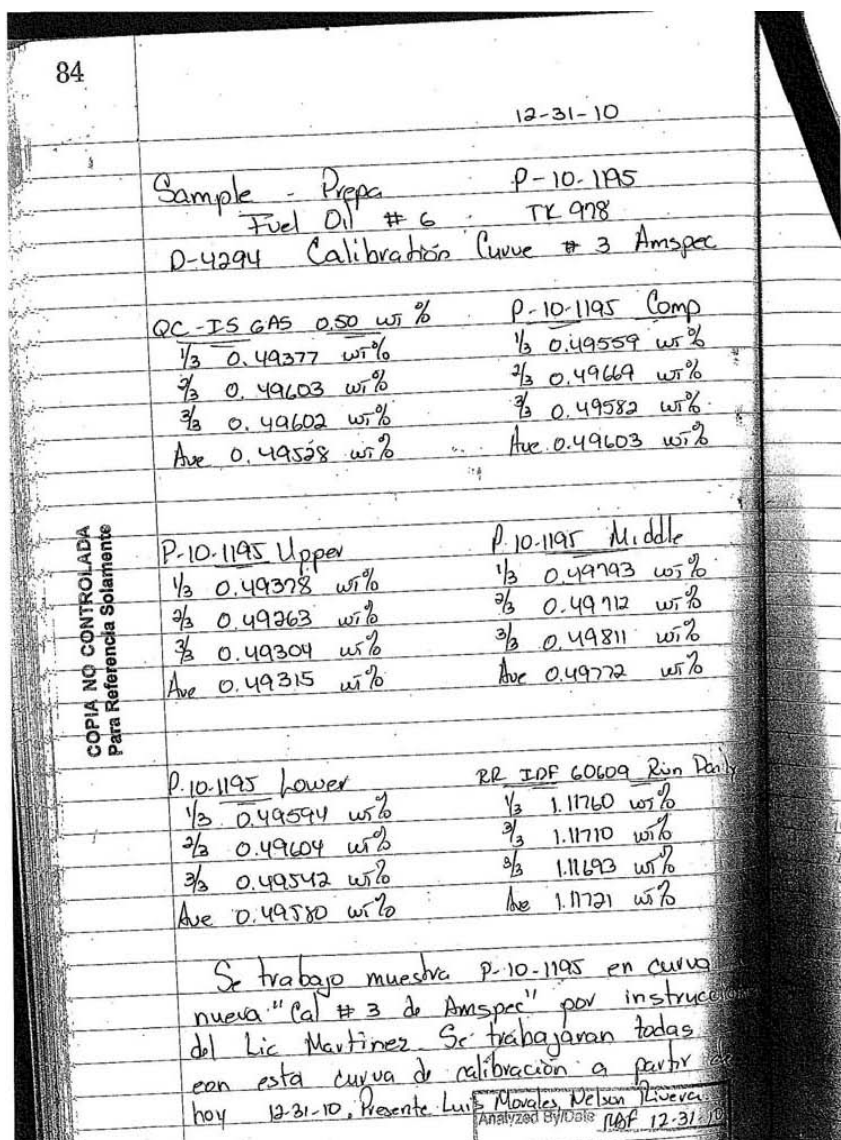 84
12-31-10
Sample - Prepa P-10-1195
Fuel Oil # 6 TK 978
D-4294 Calibration Curve # 3 Amspec
QC-IS GAS 0.50 wt % P-10-1195 Comp
1/3 0.49377 wt% 1/3 0.49559 wt%
2/3 0.49603 wt% 2/3 0.49669 wt%
3/3 0.49602 wt% 3/3 0.49582 wt%
Ave 0.49528 wt% Ave 0.49603 wt%
P-10-1195 Upper P.10-1195 Middle
1/3 0.49378 wt% 1/3 0.49793 wt%
2/3 0.49263 wt% 2/3 0.49712 wt%
3/3 0.49304 wt% 3/3 0.49811 wt%
Ave 0.49315 wt% Ave 0.49772 wt%
COPIA NO CONTROLADA
Para Referencia Solamente
P.10-1195 Lower RR IDF 60609 Run Daily
1/3 0.49594 wt% 1/3 1.11760 wt%
2/3 0.49604 wt% 2/3 1.11710 wt%
3/3 0.49542 wt% 3/3 1.11693 wt%
Ave 0.49580 wt% Ave 1.11721 wt%
Se trabajo muestra P-10-1195 en curva
nueva "Cal # 3 de Amspec" por instruccion
del Lic Martinez. Se trabajaran todas
con esta curva de calibracion a partir de
hoy 12-31-10, Presente Luis Morales, Nelson Rivera
Analyzed By/Date 12-31-10